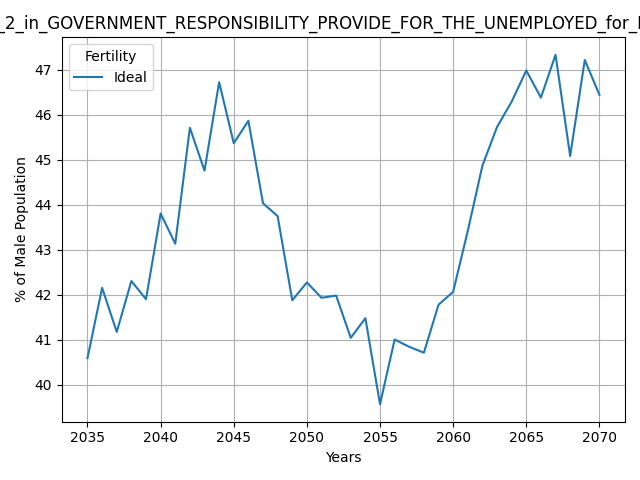 _2_in_GOVERNMENT_RESPONSIBILITY_PROVIDE_FOR_THE_UNEMPLOYED_for_
Fertility
Ideal
% of Male Population
47
46
45
44
43
42
41
40
2035 2040 2045 2050 2055 2060 2065 2070
Years